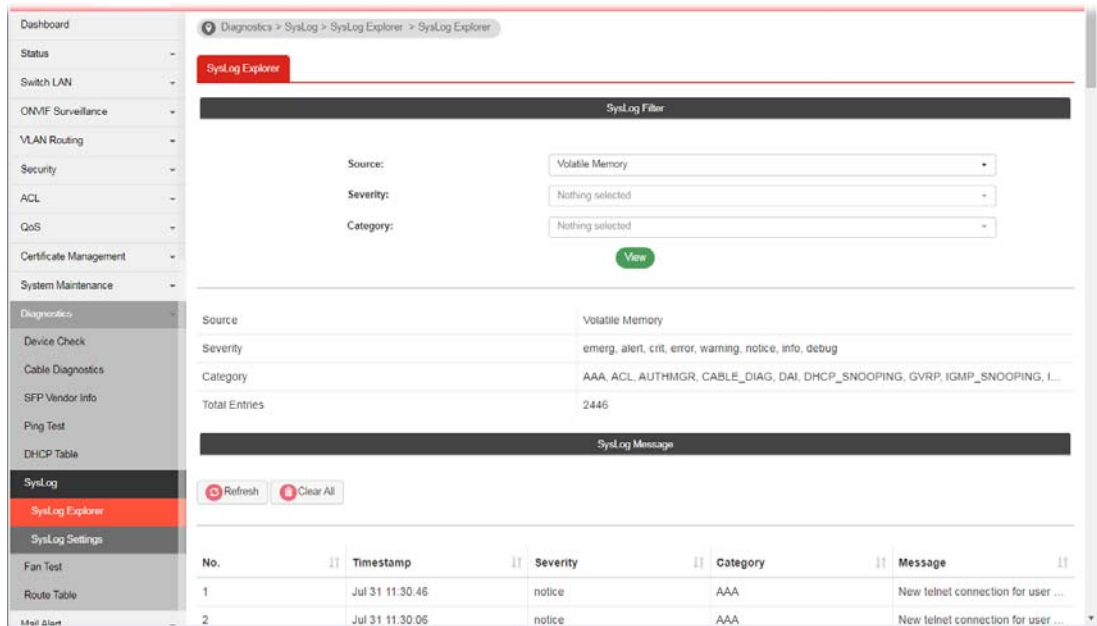 Dashboard
Status
Switch LAN
ONVIF Surveillance
VLAN Routing
Security
ACL
QoS
Certificate Management
System Maintenance
Diagnostics
Device Check
Cable Diagnostics
SFP Vendor Info
Ping Test
DHCP Table
SysLog
SysLog Explorer
SysLog Settings
Fan Test
Route Table
Mail Alert
Diagnostics > SysLog > SysLog Explorer > SysLog Explorer
SysLog Explorer
SysLog Filter
Source: Volatile Memory
Severity: Nothing selected
Category: Nothing selected
View
Source Volatile Memory
Severity emerg, alert, crit, error, warning, notice, info, debug
Category AAA, ACL, AUTHMGR, CABLE_DIAG, DAI, DHCP_SNOOPING, GVRP, IGMP_SNOOPING, I...
Total Entries 2446
SysLog Message
Refresh Clear All
No. Timestamp Severity Category Message
1 Jul 31 11:30:46 notice AAA New telnet connection for user ...
2 Jul 31 11:30:06 notice AAA New telnet connection for user ...